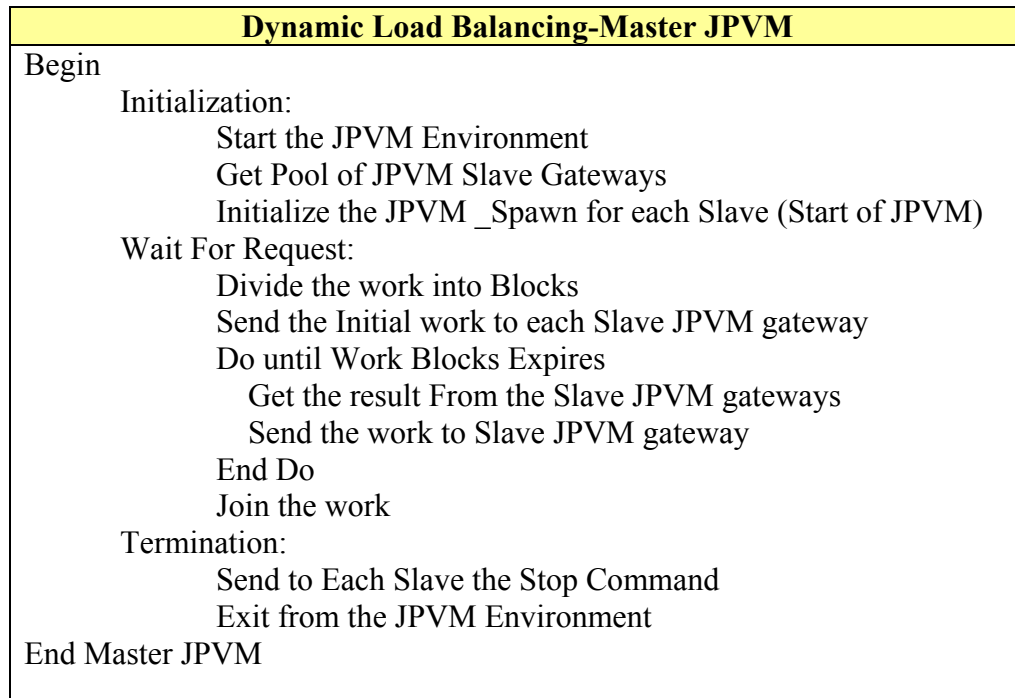 Dynamic Load Balancing-Master JPVM
Begin
Initialization:
Start the JPVM Environment
Get Pool of JPVM Slave Gateways
Initialize the JPVM _Spawn for each Slave (Start of JPVM)
Wait For Request:
Divide the work into Blocks
Send the Initial work to each Slave JPVM gateway
Do until Work Blocks Expires
Get the result From the Slave JPVM gateways
Send the work to Slave JPVM gateway
End Do
Join the work
Termination:
Send to Each Slave the Stop Command
Exit from the JPVM Environment
End Master JPVM